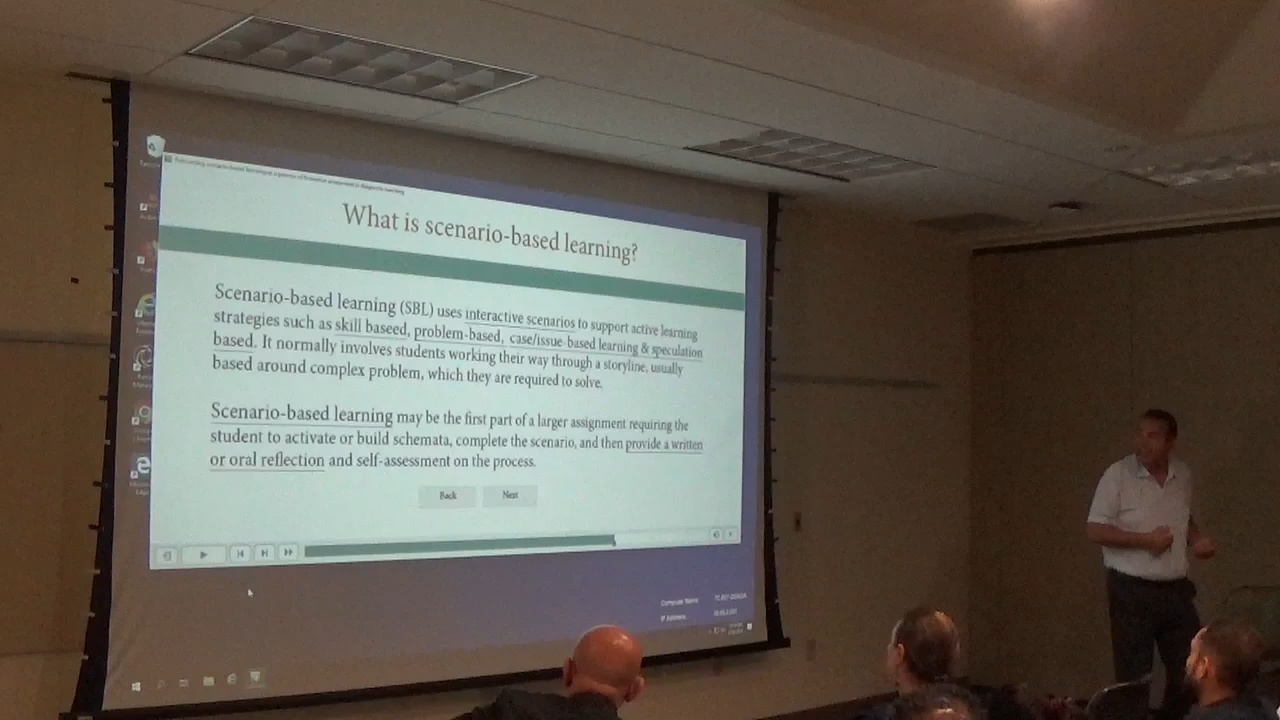 What is scenario-based learning?
Scenario-based learning (SBL) uses interactive scenarios to support active learning
strategies such as skill baseed, problem-based, case/issue-based learning & speculation
based. It normally involves students working their way through a storyline, usually
based around complex problem, which they are required to solve.
Scenario-based learning may be the first part of a larger assignment requiring the
student to activate or build schemata, complete the scenario, and then provide a written
or oral reflection and self-assessment on the process.
Back Next
Computer Name:
IP Address: